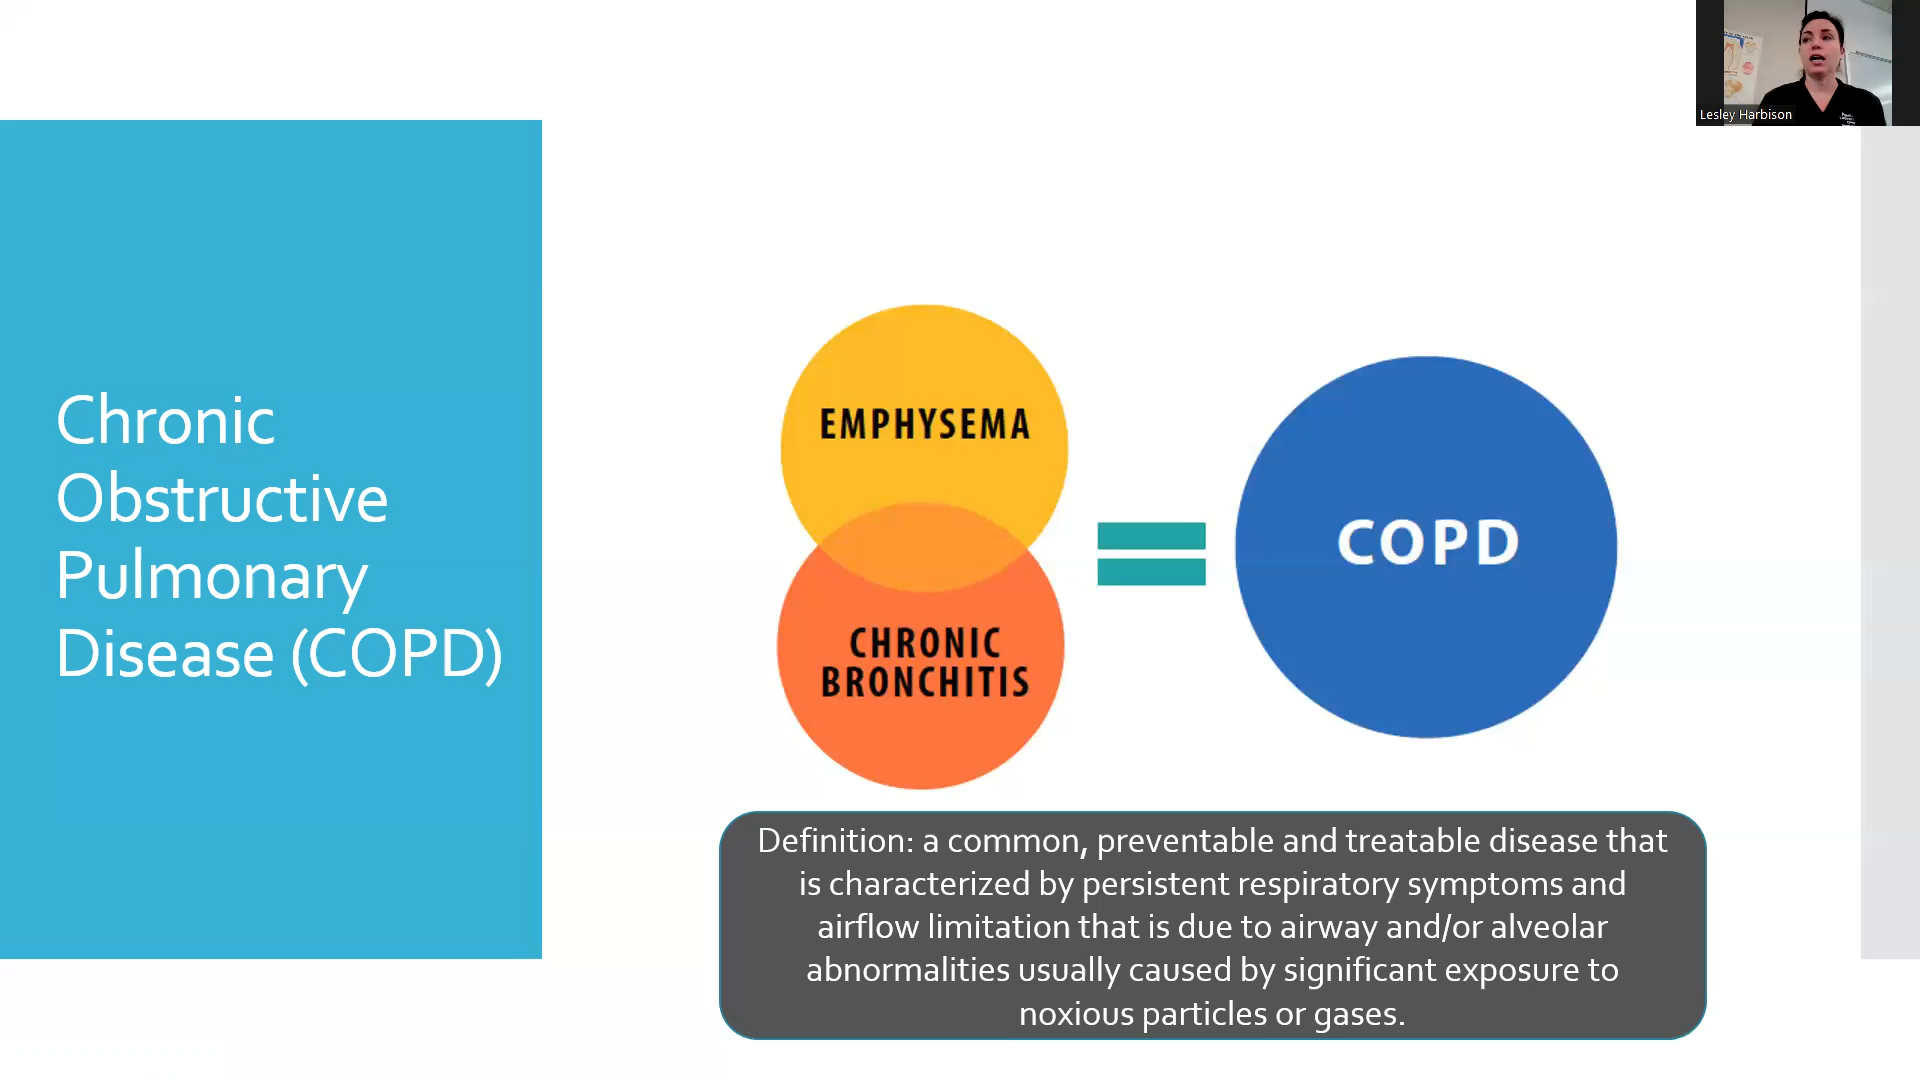 Lesley Harbison
Chronic
Obstructive
Pulmonary
Disease (COPD)
EMPHYSEMA
CHRONIC
BRONCHITIS
COPD
Definition: a common, preventable and treatable disease that
is characterized by persistent respiratory symptoms and
airflow limitation that is due to airway and/or alveolar
abnormalities usually caused by significant exposure to
noxious particles or gases.